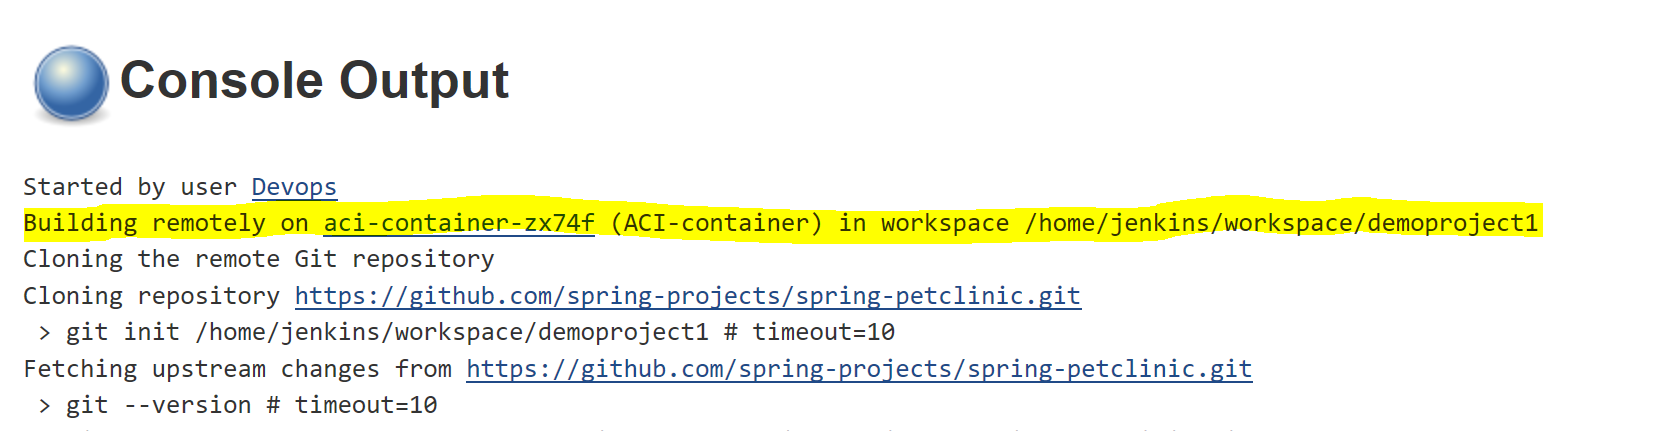 Console Output
Started by user Devops
Building remotely on aci-container-zx74f (ACI-container) in workspace /home/jenkins/workspace/demoproject1
Cloning the remote Git repository
Cloning repository https://github.com/spring-projects/spring-petclinic.git
> git init /home/jenkins/workspace/demoproject1 # timeout=10
Fetching upstream changes from https://github.com/spring-projects/spring-petclinic.git
> git --version # timeout=10